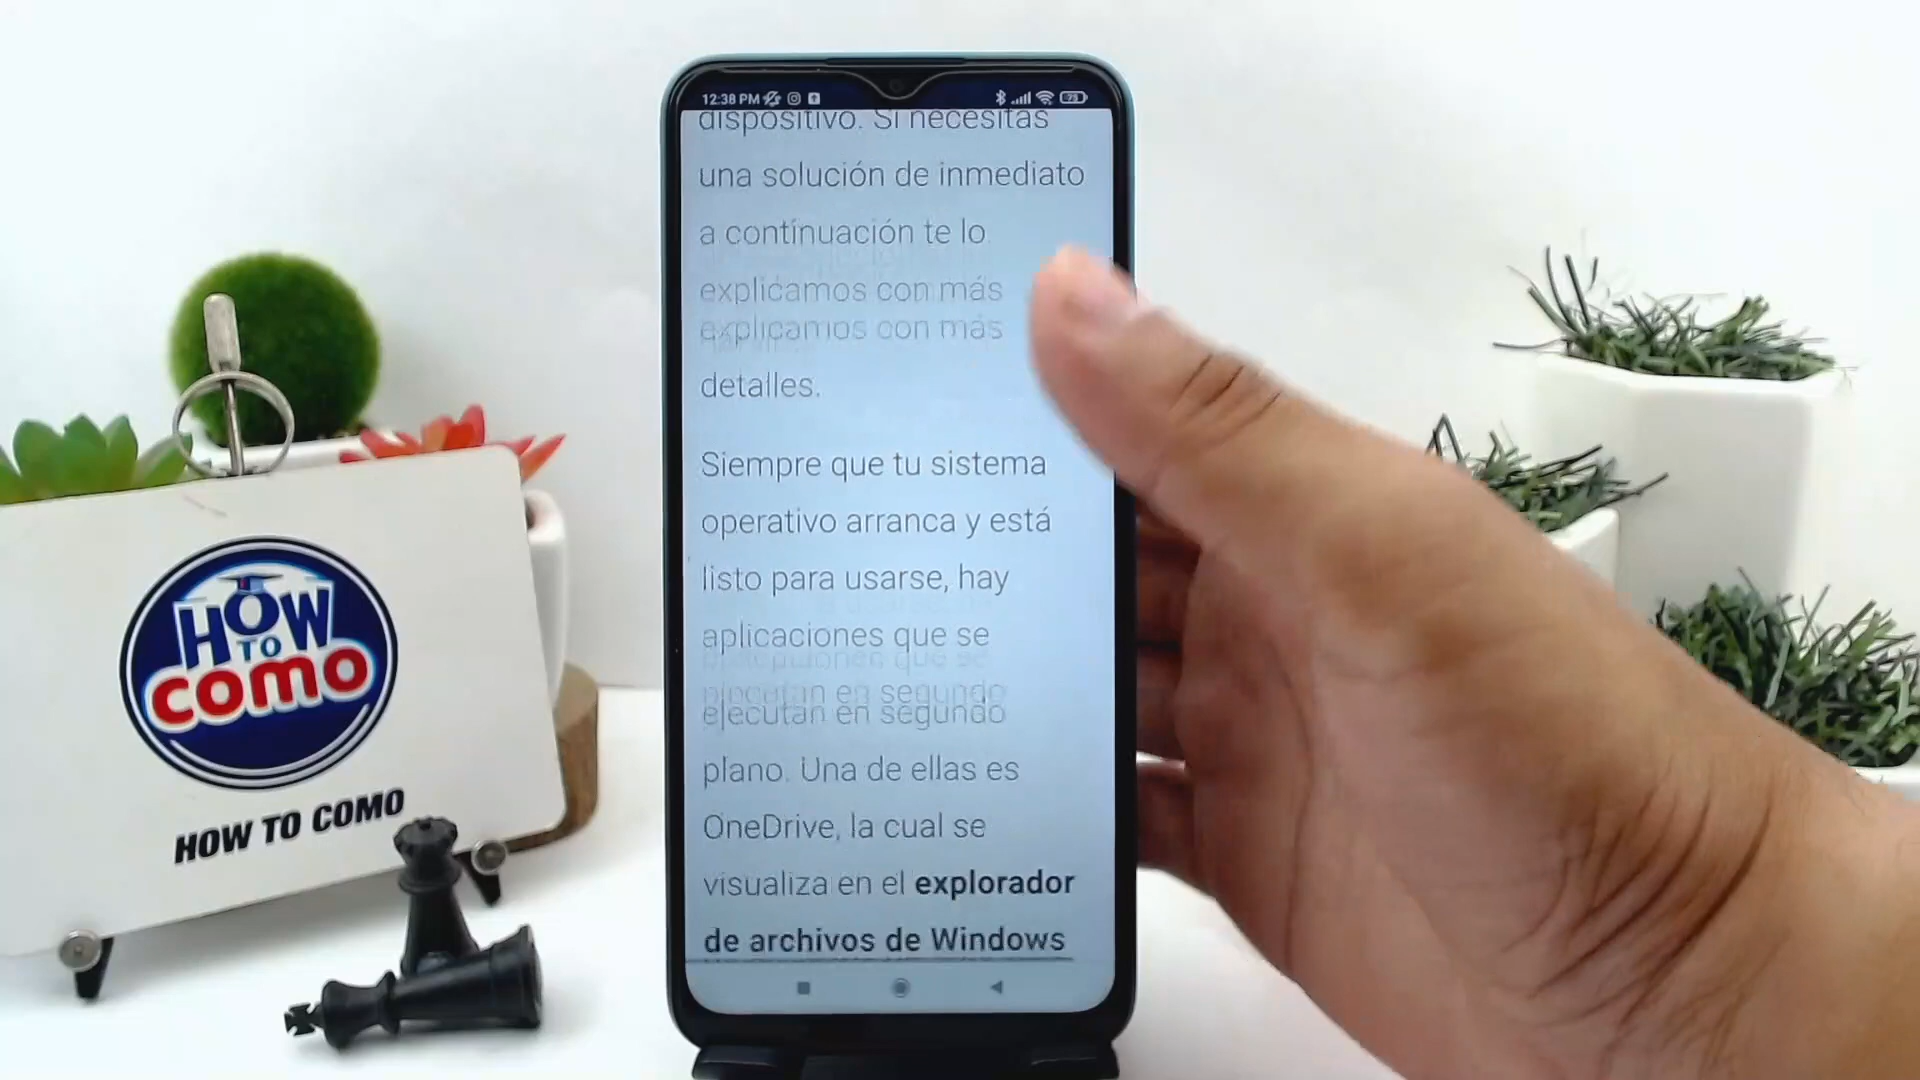 12:38 PM
75
dispositivo. Si necesitas
una solución de inmediato
a continuación te lo
explicamos con más
explicamos con más
detalles.
Siempre que tu sistema
operativo arranca y está
listo para usarse, hay
aplicaciones que se
ejecutan en segundo
plano. Una de ellas es
OneDrive, la cual se
visualiza en el explorador
de archivos de Windows
HOW
TO
como
HOW TO COMO